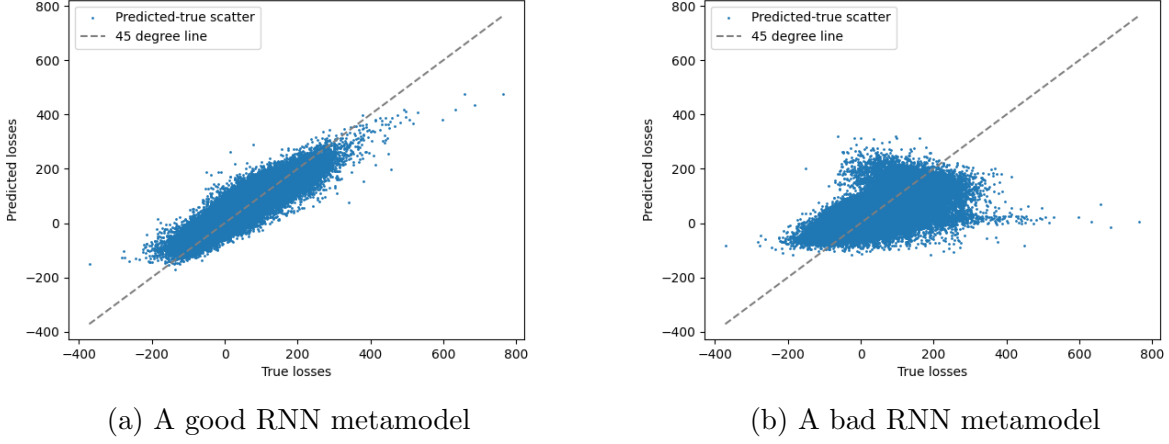 Predicted-true scatter
45 degree line
800
600
400
200
0
−200
−400
Predicted losses
−400
−200
0
200
400
600
800
True losses
(a) A good RNN metamodel
Predicted-true scatter
45 degree line
800
600
400
200
0
−200
−400
Predicted losses
−400
−200
0
200
400
600
800
True losses
(b) A bad RNN metamodel